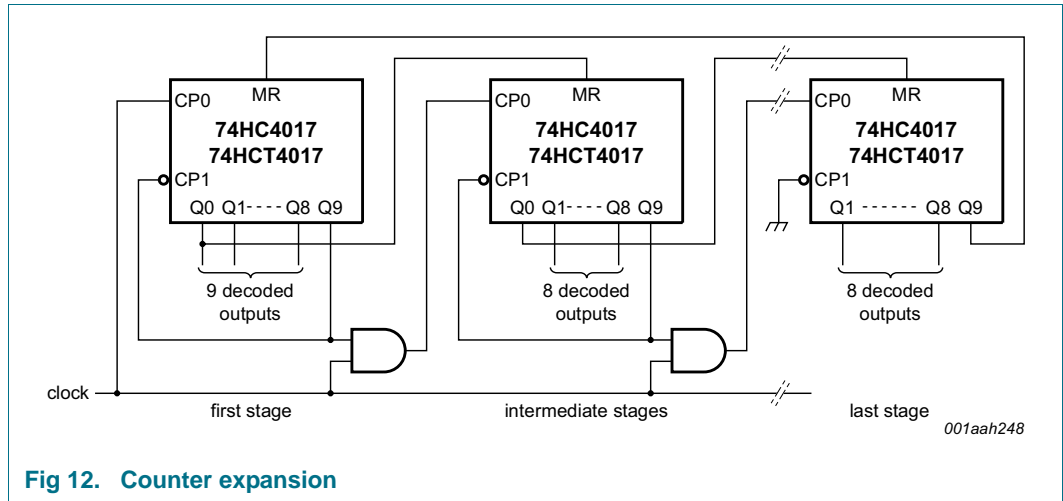 CP0 MR
74HC4017
74HCT4017
CP1
Q0 Q1 Q8 Q9
9 decoded
outputs
CP0 MR
74HC4017
74HCT4017
CP1
Q0 Q1 Q8 Q9
8 decoded
outputs
CP0 MR
74HC4017
74HCT4017
CP1
Q1 Q8 Q9
8 decoded
outputs
clock
first stage
intermediate stages
last stage
001aah248
Fig 12. Counter expansion